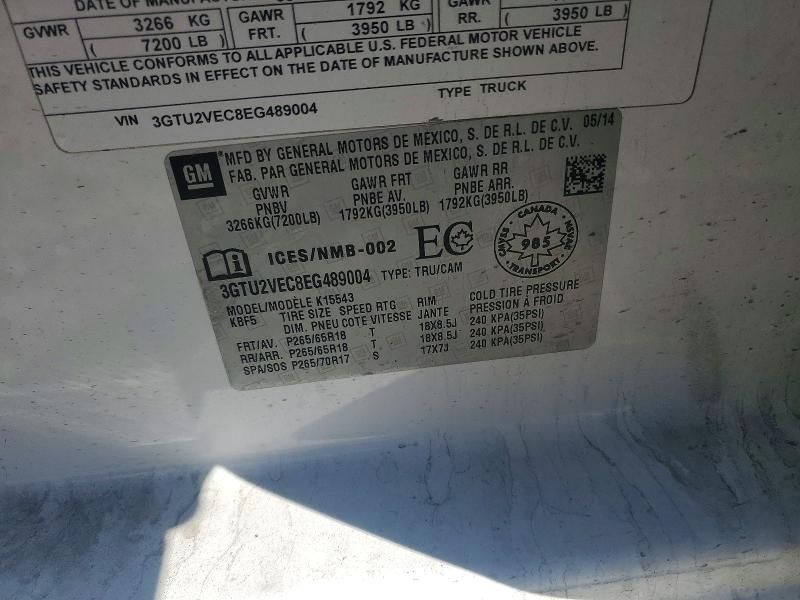 DATE OF
GVWR 3266 KG GAWR 1792 KG GAWR
( 7200 LB ) FRT. ( 3950 LB ) RR. ( 3950 LB )
THIS VEHICLE CONFORMS TO ALL APPLICABLE U.S. FEDERAL MOTOR VEHICLE
SAFETY STANDARDS IN EFFECT ON THE DATE OF MANUFACTURE SHOWN ABOVE.
VIN 3GTU2VEC8EG489004 TYPE TRUCK
GM
*MFD BY GENERAL MOTORS DE MEXICO, S. DE R.L. DE C.V. 05/14
FAB. PAR GENERAL MOTORS DE MEXICO, S. DE R.L. DE C.V.
GVWR GAWR FRT GAWR RR
PNBV PNBE AV. PNBE ARR.
3266KG(7200LB) 1792KG(3950LB) 1792KG(3950LB)
i ICES/NMB-002 EC
CANADA
CMVSS 985 NSVAC
TRANSPORT
3GTU2VEC8EG489004 TYPE: TRU/CAM
MODEL/MODÈLE K15543
KBF5 TIRE SIZE SPEED RTG RIM COLD TIRE PRESSURE
DIM. PNEU COTE VITESSE JANTE PRESSION À FROID
FRT/AV. P265/65R18 T 18X8.5J 240 KPA(35PSI)
RR/ARR. P265/65R18 T 18X8.5J 240 KPA(35PSI)
SPA/SOS P265/70R17 S 17X7J 240 KPA(35PSI)